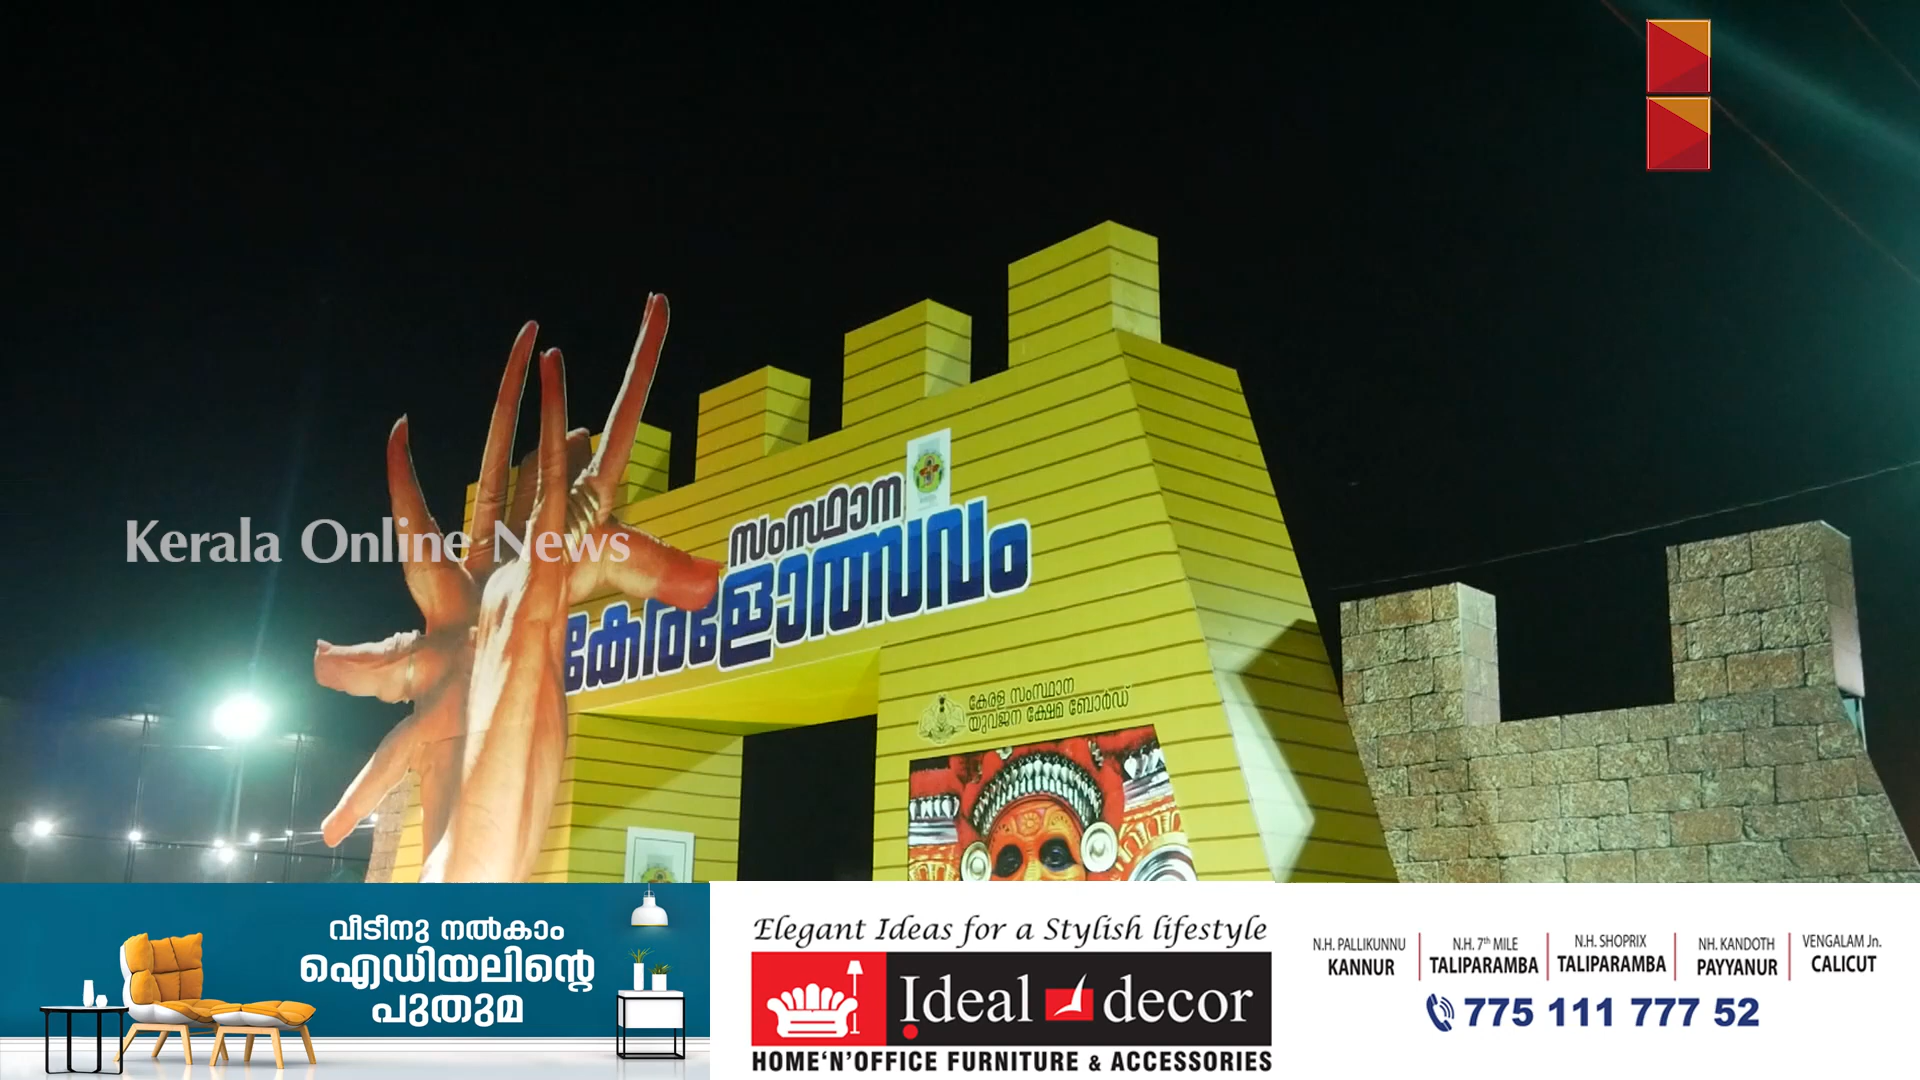 Kerala Online News
സംസ്ഥാന
കേരളോത്സവം
കേരള സംസ്ഥാന
യുവജന ക്ഷേമ ബോർഡ്
വീടിനു നൽകാം
ഐഡിയലിന്റെ
പുതുമ
Elegant Ideas for a Stylish lifestyle
Ideal decor
HOME‘N’OFFICE FURNITURE & ACCESSORIES
N.H. PALLIKUNNU
KANNUR
N.H. 7th MILE
TALIPARAMBA
N.H. SHOPRIX
TALIPARAMBA
NH. KANDOTH
PAYYANUR
VENGALAM Jn.
CALICUT
775 111 777 52